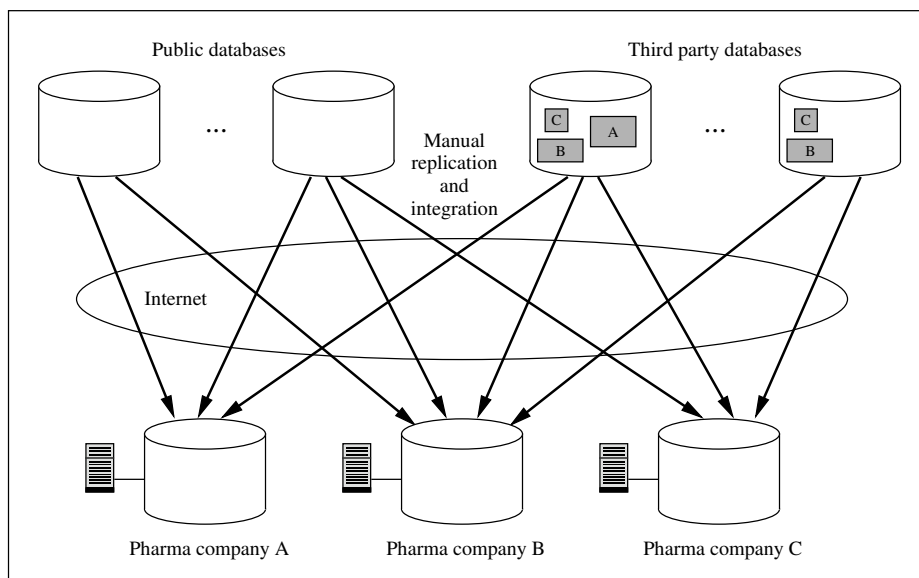 Public databases
Third party databases
...
C
A
B
...
C
B
Manual
replication
and
integration
Internet
Pharma company A
Pharma company B
Pharma company C